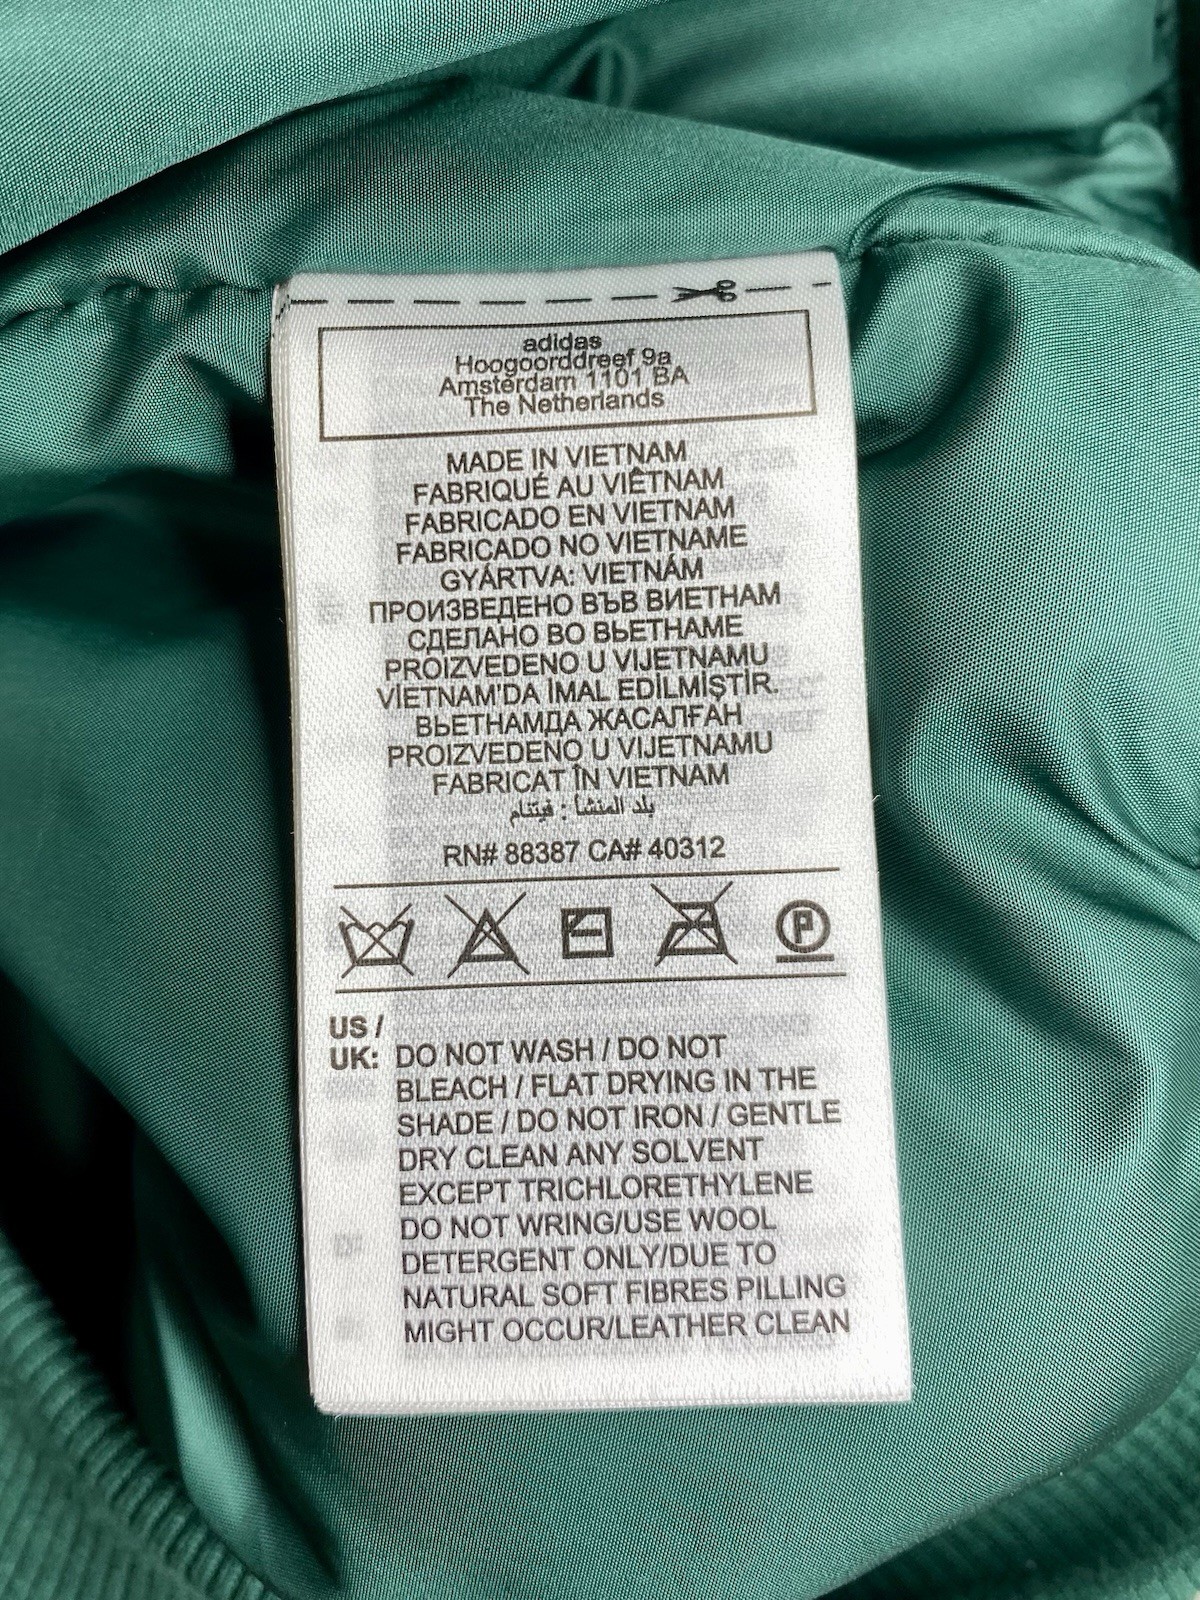 adidas
Hoogoorddreef 9a
Amsterdam 1101 BA
The Netherlands
MADE IN VIETNAM
FABRIQUÉ AU VIÊTNAM
FABRICADO EN VIETNAM
FABRICADO NO VIETNAME
GYÁRTVA: VIETNÁM
ПРОИЗВЕДЕНО ВЪВ ВИЕТНАМ
СДЕЛАНО ВО ВЬЕТНАМЕ
PROIZVEDENO U VIJETNAMU
VİETNAM'DA İMAL EDİLMİŞTİR.
ВЬЕТНАМДА ЖАСАЛҒАН
PROIZVEDENO U VIJETNAMU
FABRICAT ÎN VIETNAM
بلد المنشأ : فيتنام
RN# 88387 CA# 40312
P
US /
UK: DO NOT WASH / DO NOT
BLEACH / FLAT DRYING IN THE
SHADE / DO NOT IRON / GENTLE
DRY CLEAN ANY SOLVENT
EXCEPT TRICHLORETHYLENE
DO NOT WRING/USE WOOL
DETERGENT ONLY/DUE TO
NATURAL SOFT FIBRES PILLING
MIGHT OCCUR/LEATHER CLEAN